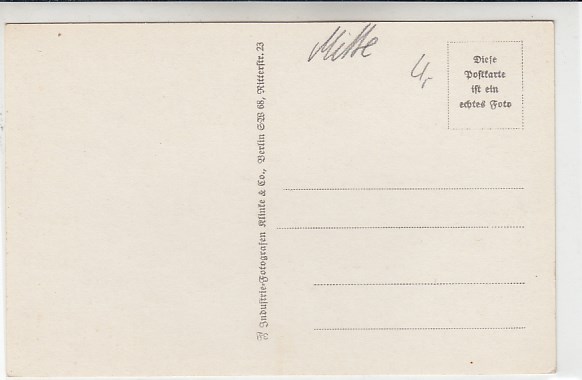 Mitte
4,
Diese
Postkarte
ist ein
echtes Foto
Industrie-Fotografen Klinke & Co., Berlin SW 68, Ritterstr. 23